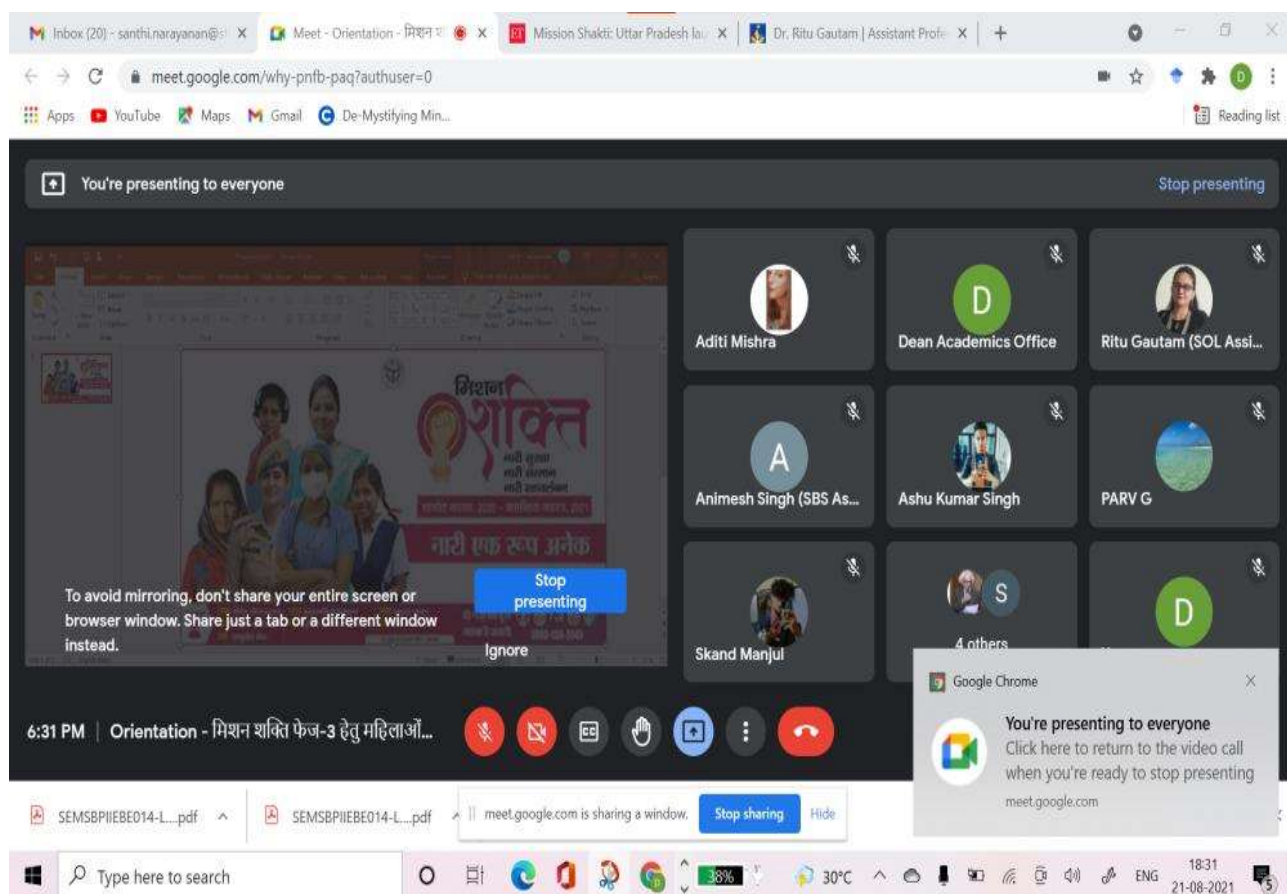 Inbox (20) - santhi.narayanan@s
Meet - Orientation - मिशन श
ET
Mission Shakti: Uttar Pradesh lau
Dr. Ritu Gautam | Assistant Profe
meet.google.com/why-pnfb-paq?authuser=0
D
Apps
YouTube
Maps
Gmail
De-Mystifying Min...
Reading list
You're presenting to everyone
Stop presenting
मिशन
शक्ति
नारी सुरक्षा
नारी सम्मान
नारी स्वावलंबन
नारी एक रूप अनेक
To avoid mirroring, don't share your entire screen or
browser window. Share just a tab or a different window
instead.
Stop
presenting
Ignore
Aditi Mishra
D
Dean Academics Office
Ritu Gautam (SOL Assi...
A
Animesh Singh (SBS As...
Ashu Kumar Singh
PARV G
Skand Manjul
S
4 others
D
6:31 PM | Orientation - मिशन शक्ति फेज-3 हेतु महिलाओं...
CC
Google Chrome
You're presenting to everyone
Click here to return to the video call
when you're ready to stop presenting
meet.google.com
SEMSBPIIEBE014-L....pdf
SEMSBPIIEBE014-L....pdf
meet.google.com is sharing a window.
Stop sharing
Hide
Type here to search
38%
30°C
ENG
18:31
21-08-2021